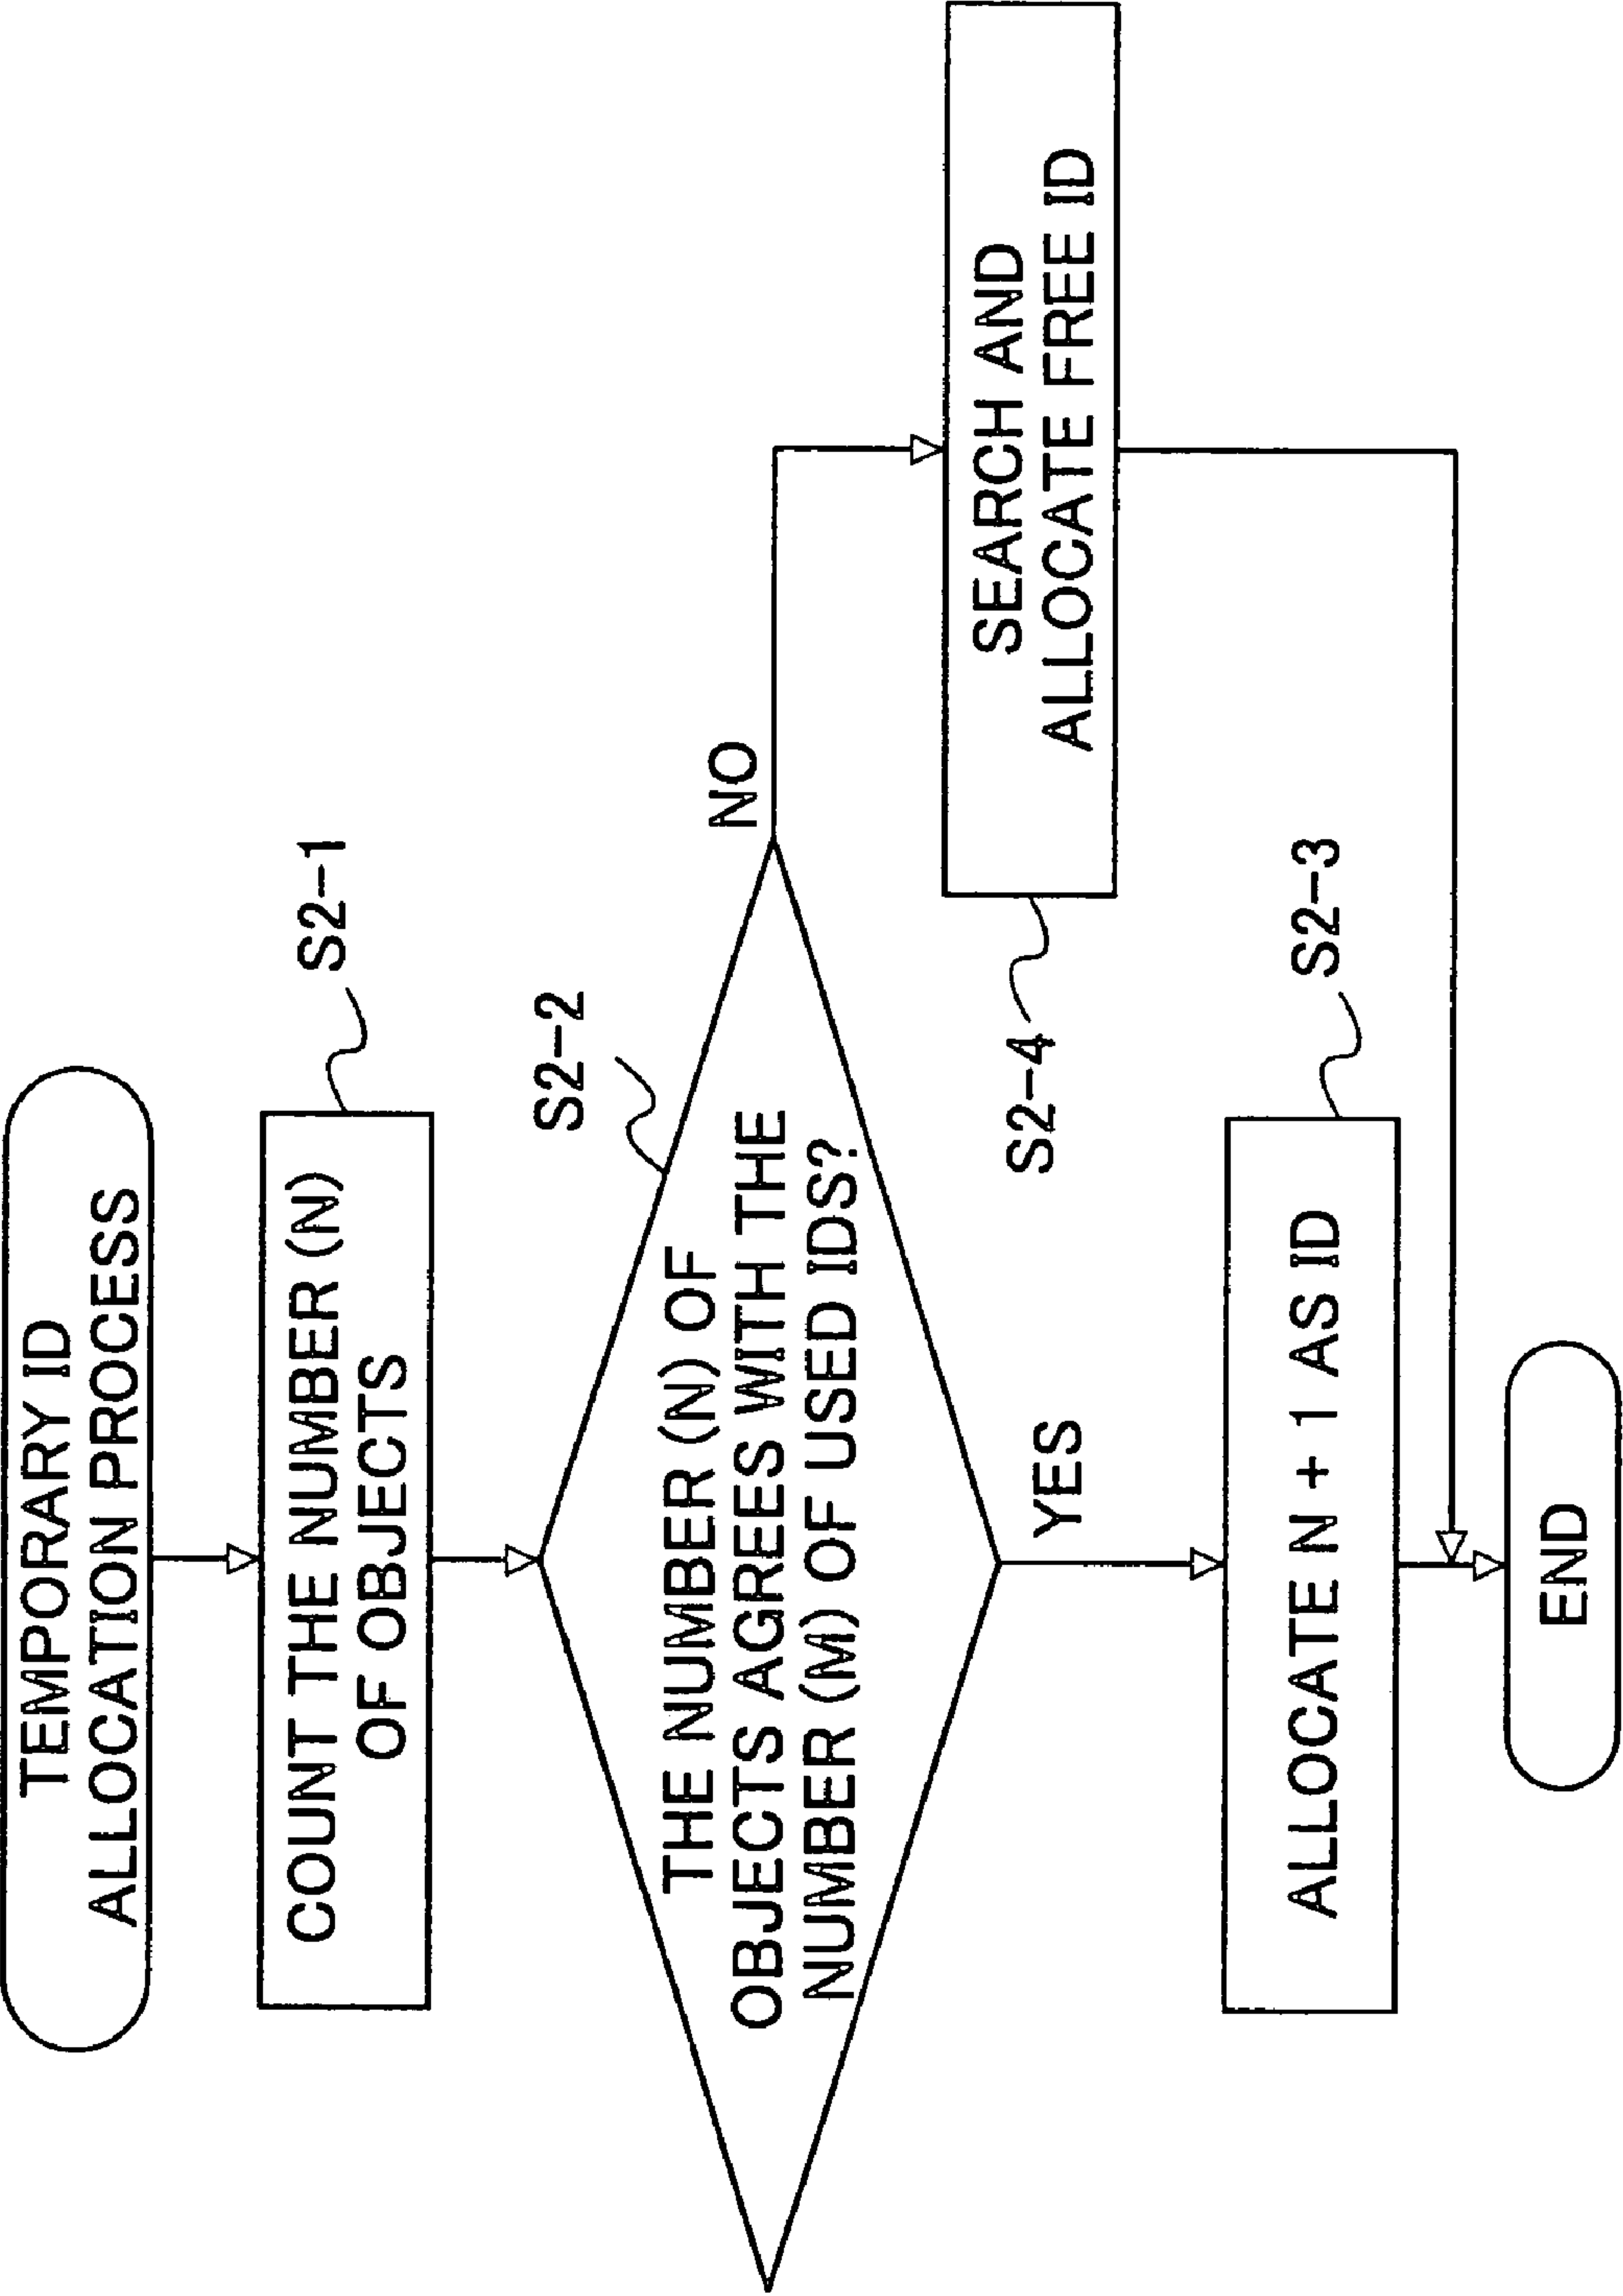 TEMPORARY ID
ALLOCATION PROCESS
COUNT THE NUMBER (N)
OF OBJECTS
S2-1
THE NUMBER (N) OF
OBJECTS AGREES WITH THE
NUMBER (M) OF USED IDS?
S2-2
NO
SEARCH AND
ALLOCATE FREE ID
S2-4
YES
ALLOCATE N + 1 AS ID
S2-3
END